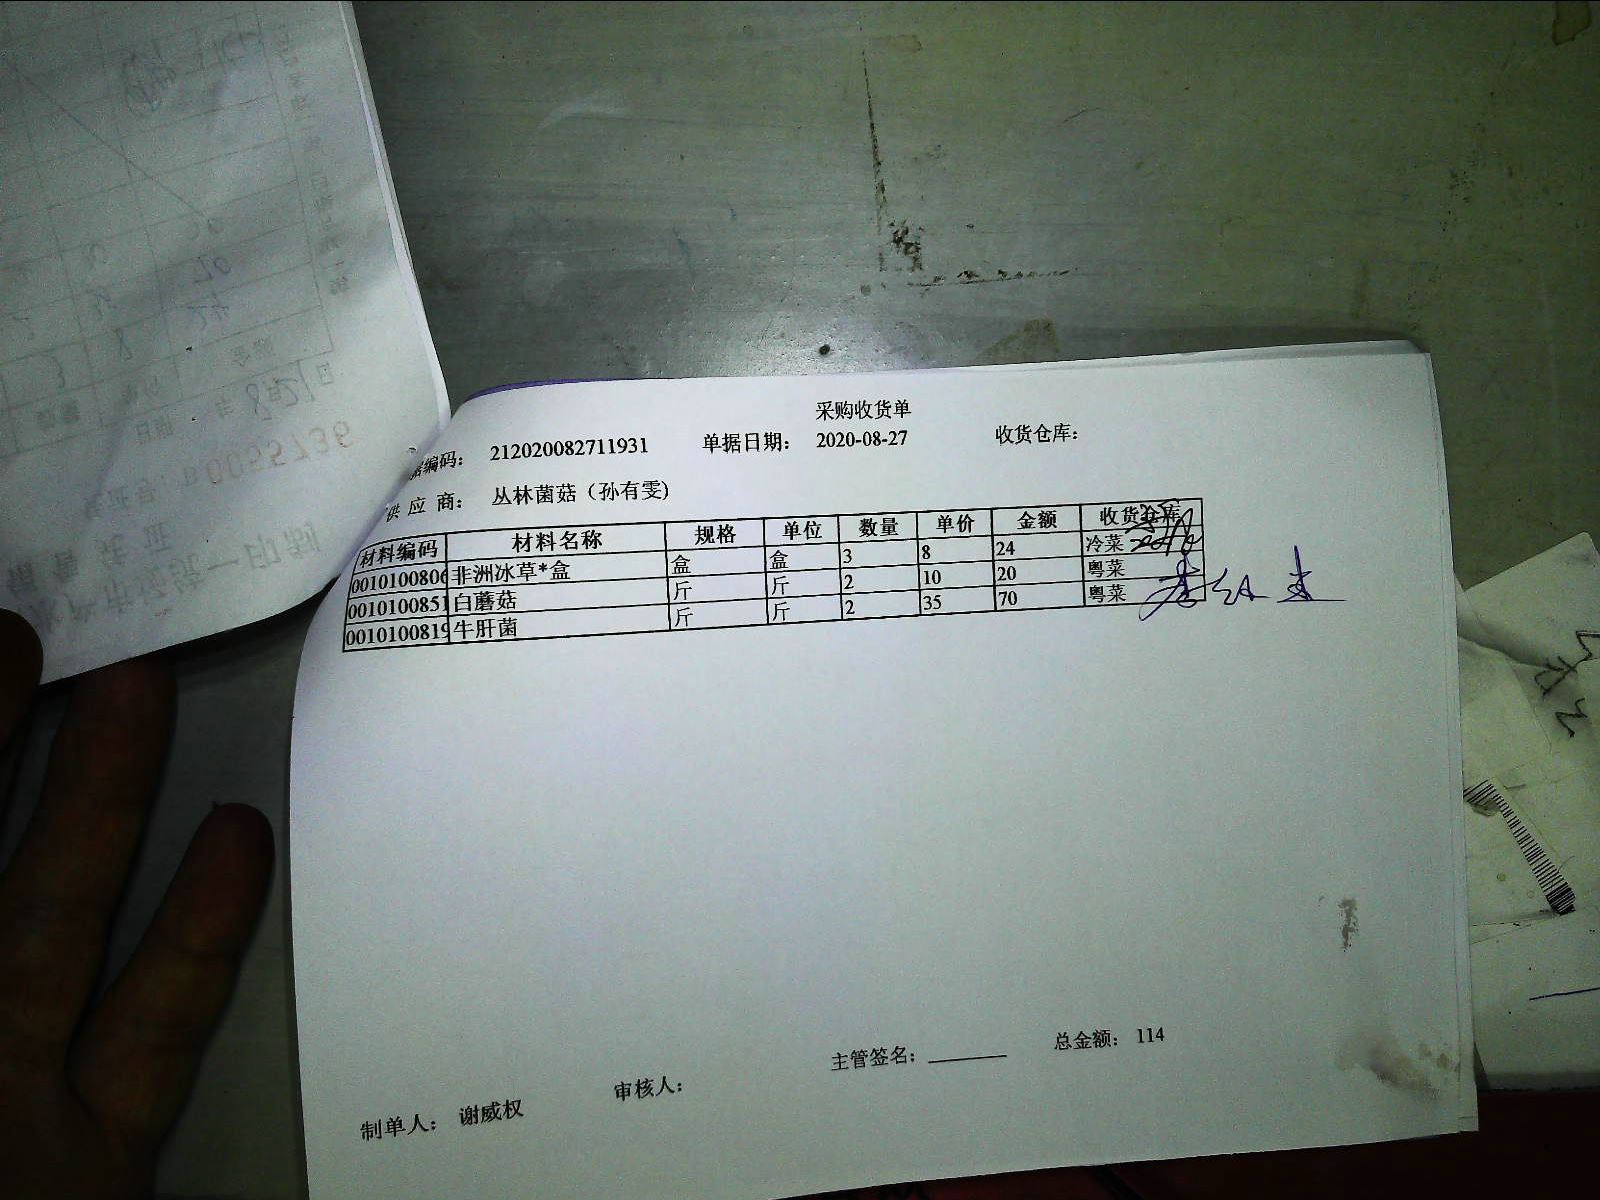 采购收货单
据编码： 212020082711931 单据日期： 2020-08-27 收货仓库：
供 应 商： 丛林菌菇（孙有雯)
材料编码 材料名称 规格 单位 数量 单价 金额 收货仓库
0010100806 非洲冰草*盒 盒 盒 3 8 24 冷菜
0010100851 白蘑菇 斤 斤 2 10 20 粤菜
0010100819 牛肝菌 斤 斤 2 35 70 粤菜
主管签名： 总金额： 114
制单人： 谢威权 审核人：